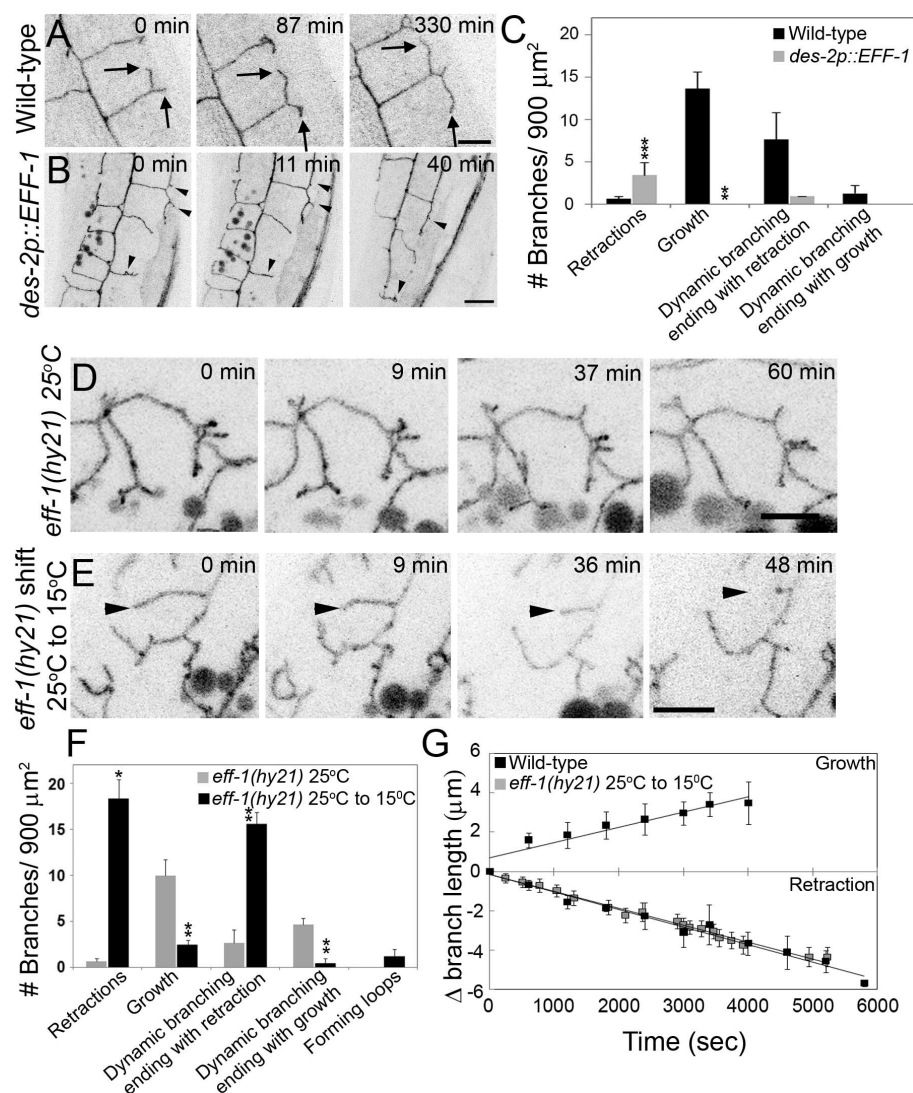 A
Wild-type
0 min
87 min
330 min
B
des-2p::EFF-1
0 min
11 min
40 min
C
# Branches/ 900 μm²
Wild-type
des-2p::EFF-1
15
10
5
0
***
**
Retractions
Growth
Dynamic branching
ending with retraction
Dynamic branching
ending with growth
D
eff-1(hy21) 25°C
0 min
9 min
37 min
60 min
E
eff-1(hy21) shift
25°C to 15°C
0 min
9 min
36 min
48 min
F
# Branches/ 900 μm²
eff-1(hy21) 25°C
eff-1(hy21) 25°C to 15°C
20
15
10
5
0
*
**
**
**
Retractions
Growth
Dynamic branching
ending with retraction
Dynamic branching
ending with growth
Forming loops
G
Δ branch length (μm)
Wild-type
eff-1(hy21) 25°C to 15°C
Growth
Retraction
6
4
2
0
-2
-4
-6
0 1000 2000 3000 4000 5000 6000
Time (sec)